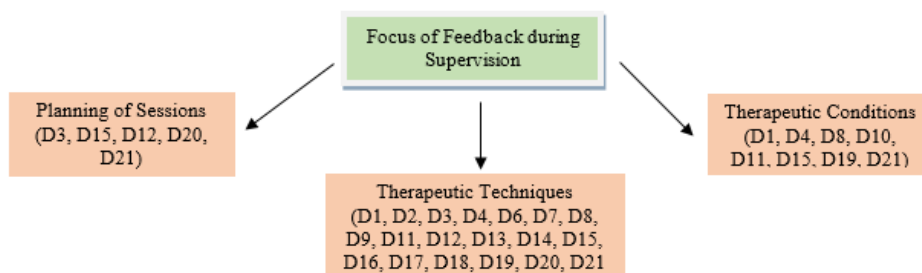 Focus of Feedback during
Supervision
Planning of Sessions
(D3, D15, D12, D20,
D21)
Therapeutic Conditions
(D1, D4, D8, D10,
D11, D15, D19, D21)
Therapeutic Techniques
(D1, D2, D3, D4, D6, D7, D8,
D9, D11, D12, D13, D14, D15,
D16, D17, D18, D19, D20, D21